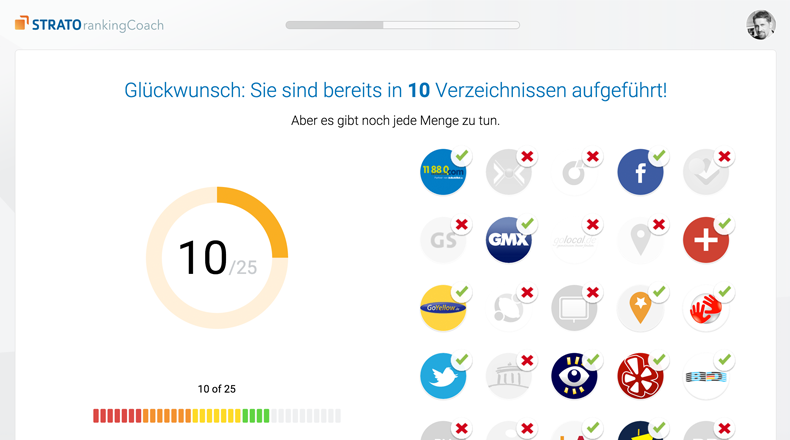 STRATO rankingCoach
Glückwunsch: Sie sind bereits in 10 Verzeichnissen aufgeführt!
Aber es gibt noch jede Menge zu tun.
11880.com
f
GS
GMX
golocal
10/25
GoYellow.de
10 of 25